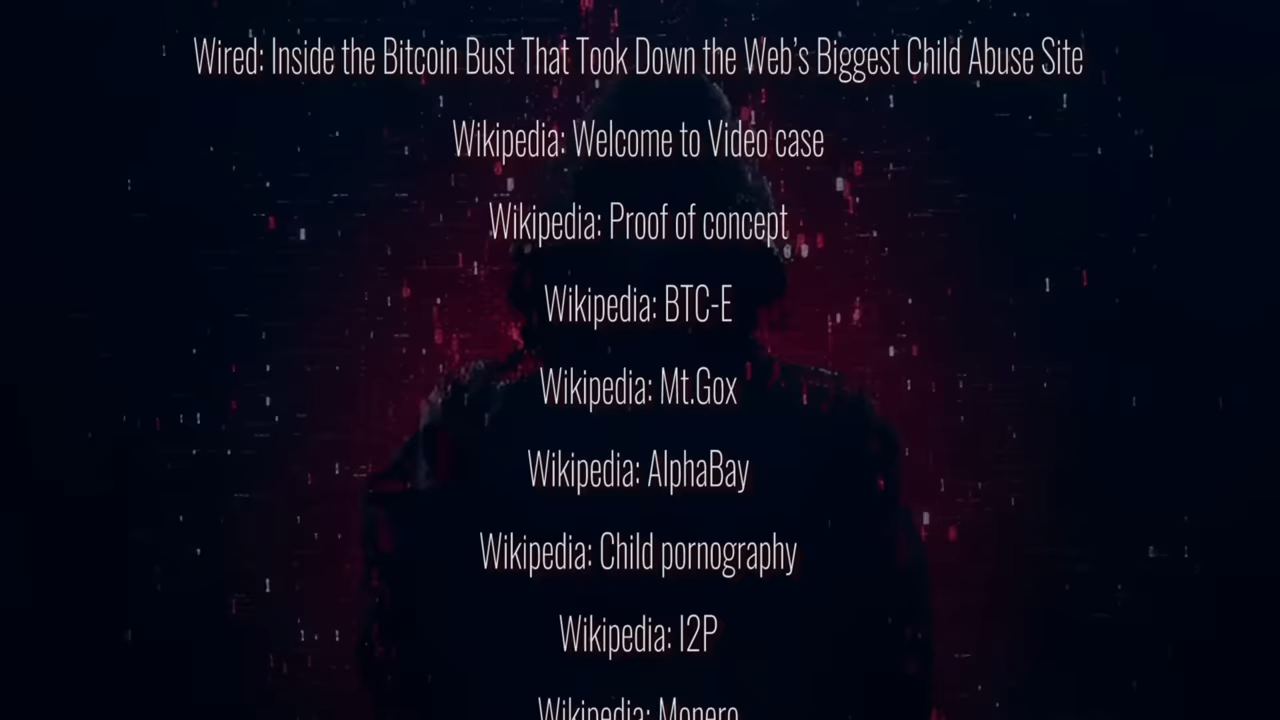 Wired: Inside the Bitcoin Bust That Took Down the Web’s Biggest Child Abuse Site
Wikipedia: Welcome to Video case
Wikipedia: Proof of concept
Wikipedia: BTC-E
Wikipedia: Mt.Gox
Wikipedia: AlphaBay
Wikipedia: Child pornography
Wikipedia: I2P
Wikipedia: Monero